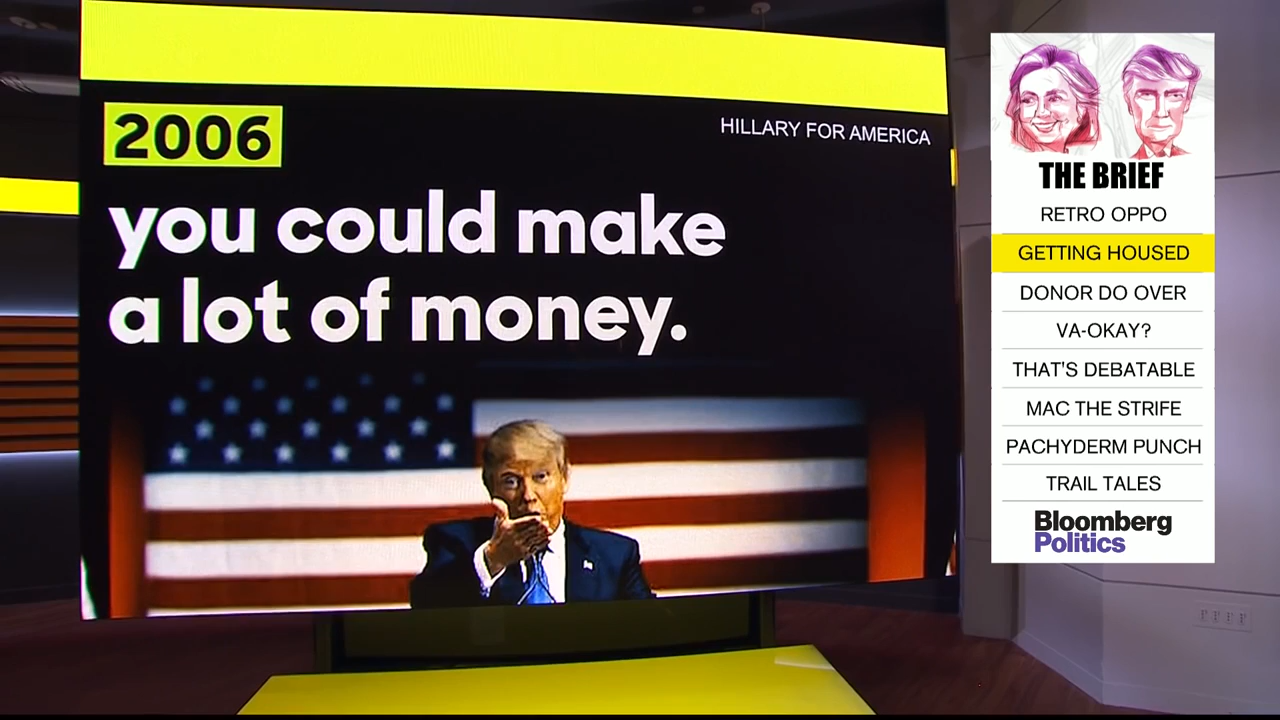 2006
HILLARY FOR AMERICA
you could make
a lot of money.
THE BRIEF
RETRO OPPO
GETTING HOUSED
DONOR DO OVER
VA-OKAY?
THAT'S DEBATABLE
MAC THE STRIFE
PACHYDERM PUNCH
TRAIL TALES
Bloomberg
Politics